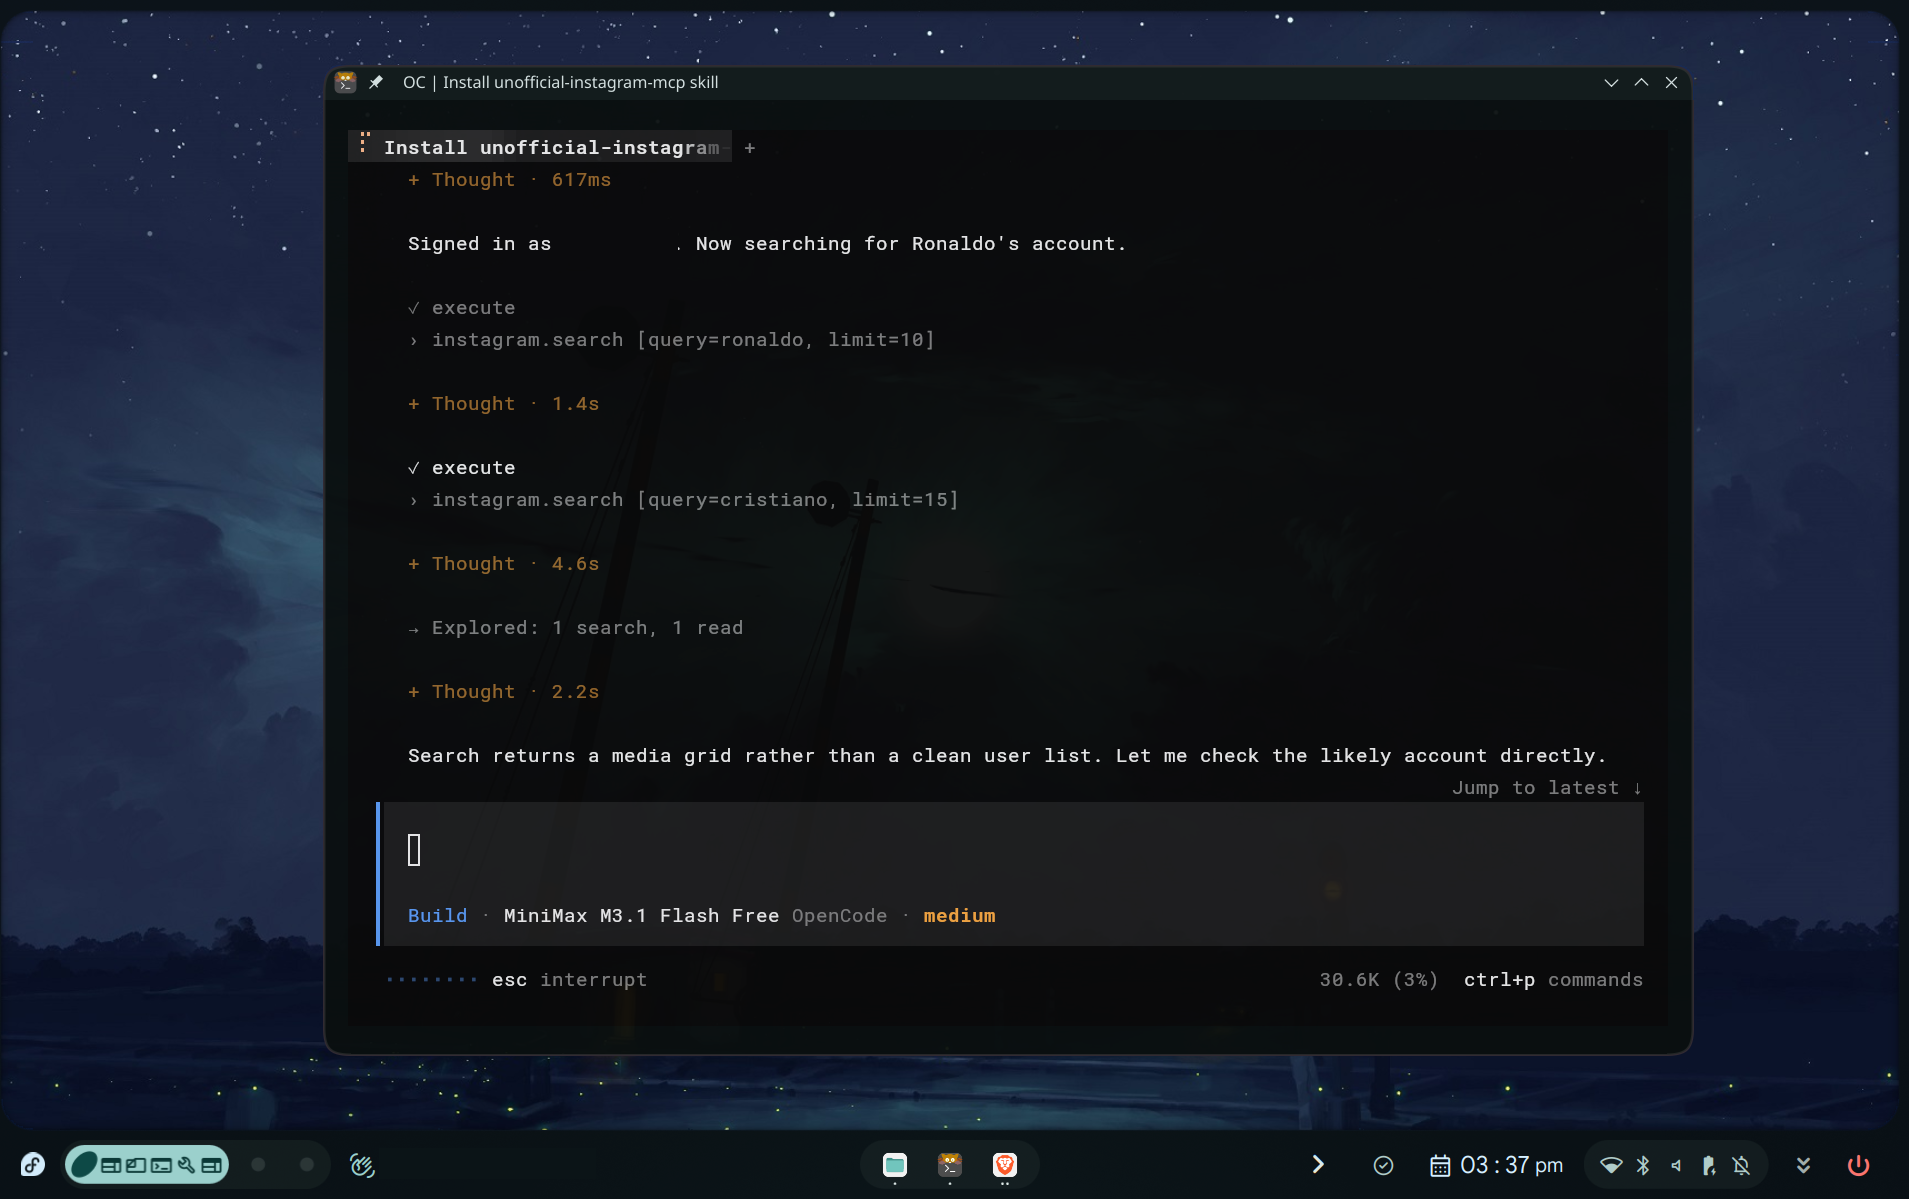 OC | Install unofficial-instagram-mcp skill
Install unofficial-instagram- +
+ Thought · 617ms
Signed in as . Now searching for Ronaldo's account.
✓ execute
› instagram.search [query=ronaldo, limit=10]
+ Thought · 1.4s
✓ execute
› instagram.search [query=cristiano, limit=15]
+ Thought · 4.6s
→ Explored: 1 search, 1 read
+ Thought · 2.2s
Search returns a media grid rather than a clean user list. Let me check the likely account directly.
Jump to latest ↓
Build · MiniMax M3.1 Flash Free OpenCode · medium
esc interrupt 30.6K (3%) ctrl+p commands
03 : 37 pm